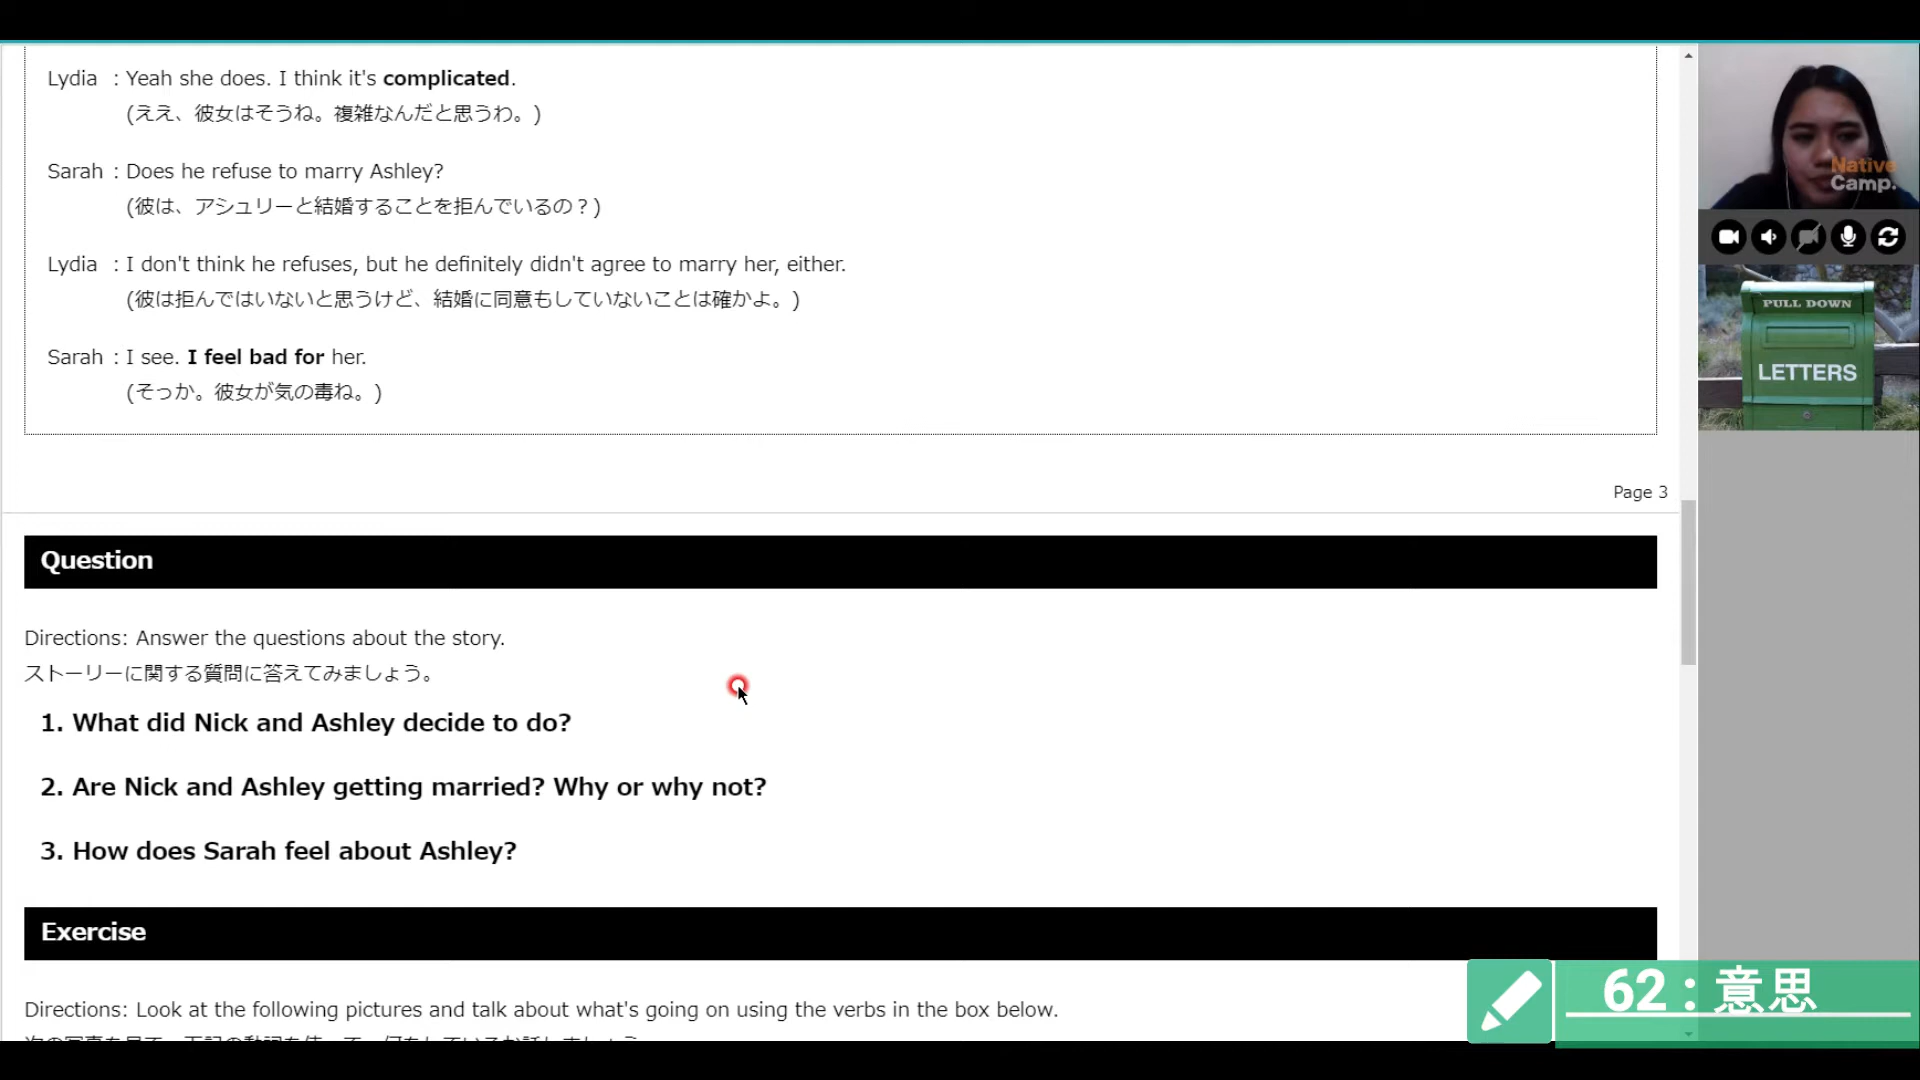 Lydia : Yeah she does. I think it's complicated.
(ええ、彼女はそうね。複雑なんだと思うわ。)
Sarah : Does he refuse to marry Ashley?
(彼は、アシュリーと結婚することを拒んでいるの？)
Lydia : I don't think he refuses, but he definitely didn't agree to marry her, either.
(彼は拒んではいないと思うけど、結婚に同意もしていないことは確かよ。)
Sarah : I see. I feel bad for her.
(そっか。彼女が気の毒ね。)
Page 3
Question
Directions: Answer the questions about the story.
ストーリーに関する質問に答えてみましょう。
1. What did Nick and Ashley decide to do?
2. Are Nick and Ashley getting married? Why or why not?
3. How does Sarah feel about Ashley?
Exercise
Directions: Look at the following pictures and talk about what's going on using the verbs in the box below.
Native
Camp.
PULL DOWN
LETTERS
62：意思